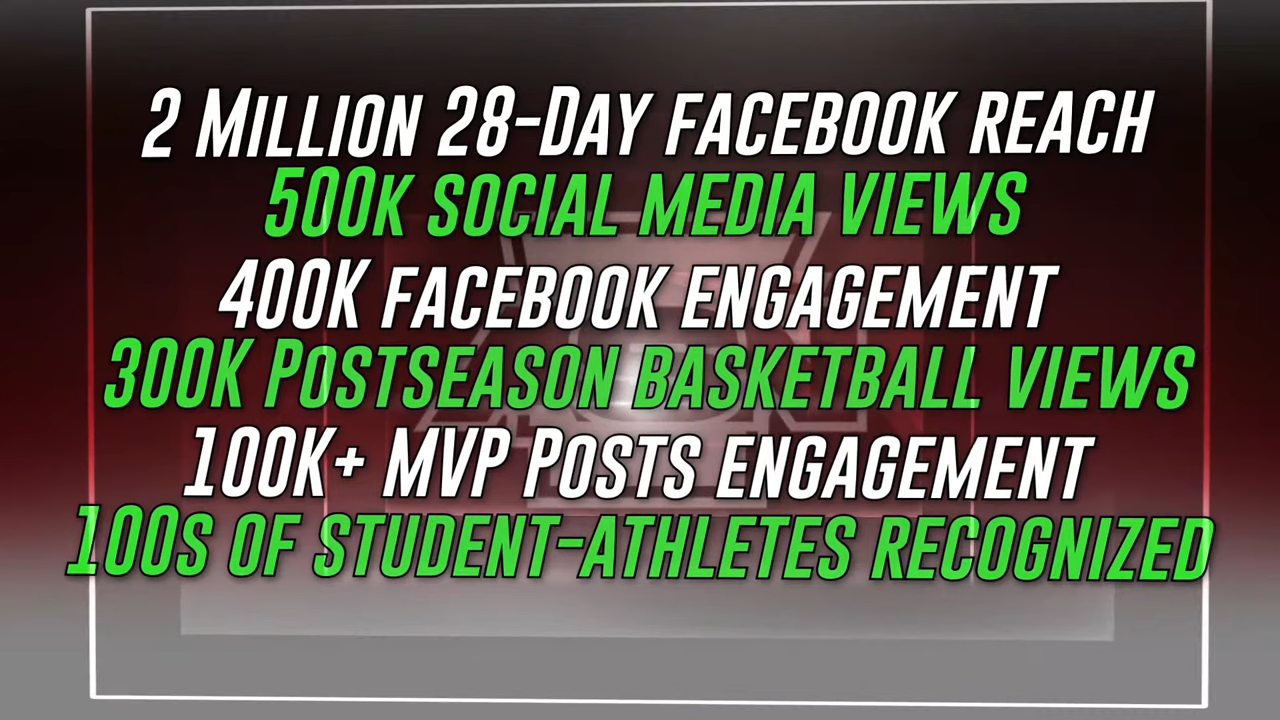 2 Million 28-Day facebook reach
500k social media views
400K facebook engagement
300K Postseason basketball views
100K+ MVP Posts engagement
100s of student-athletes recognized